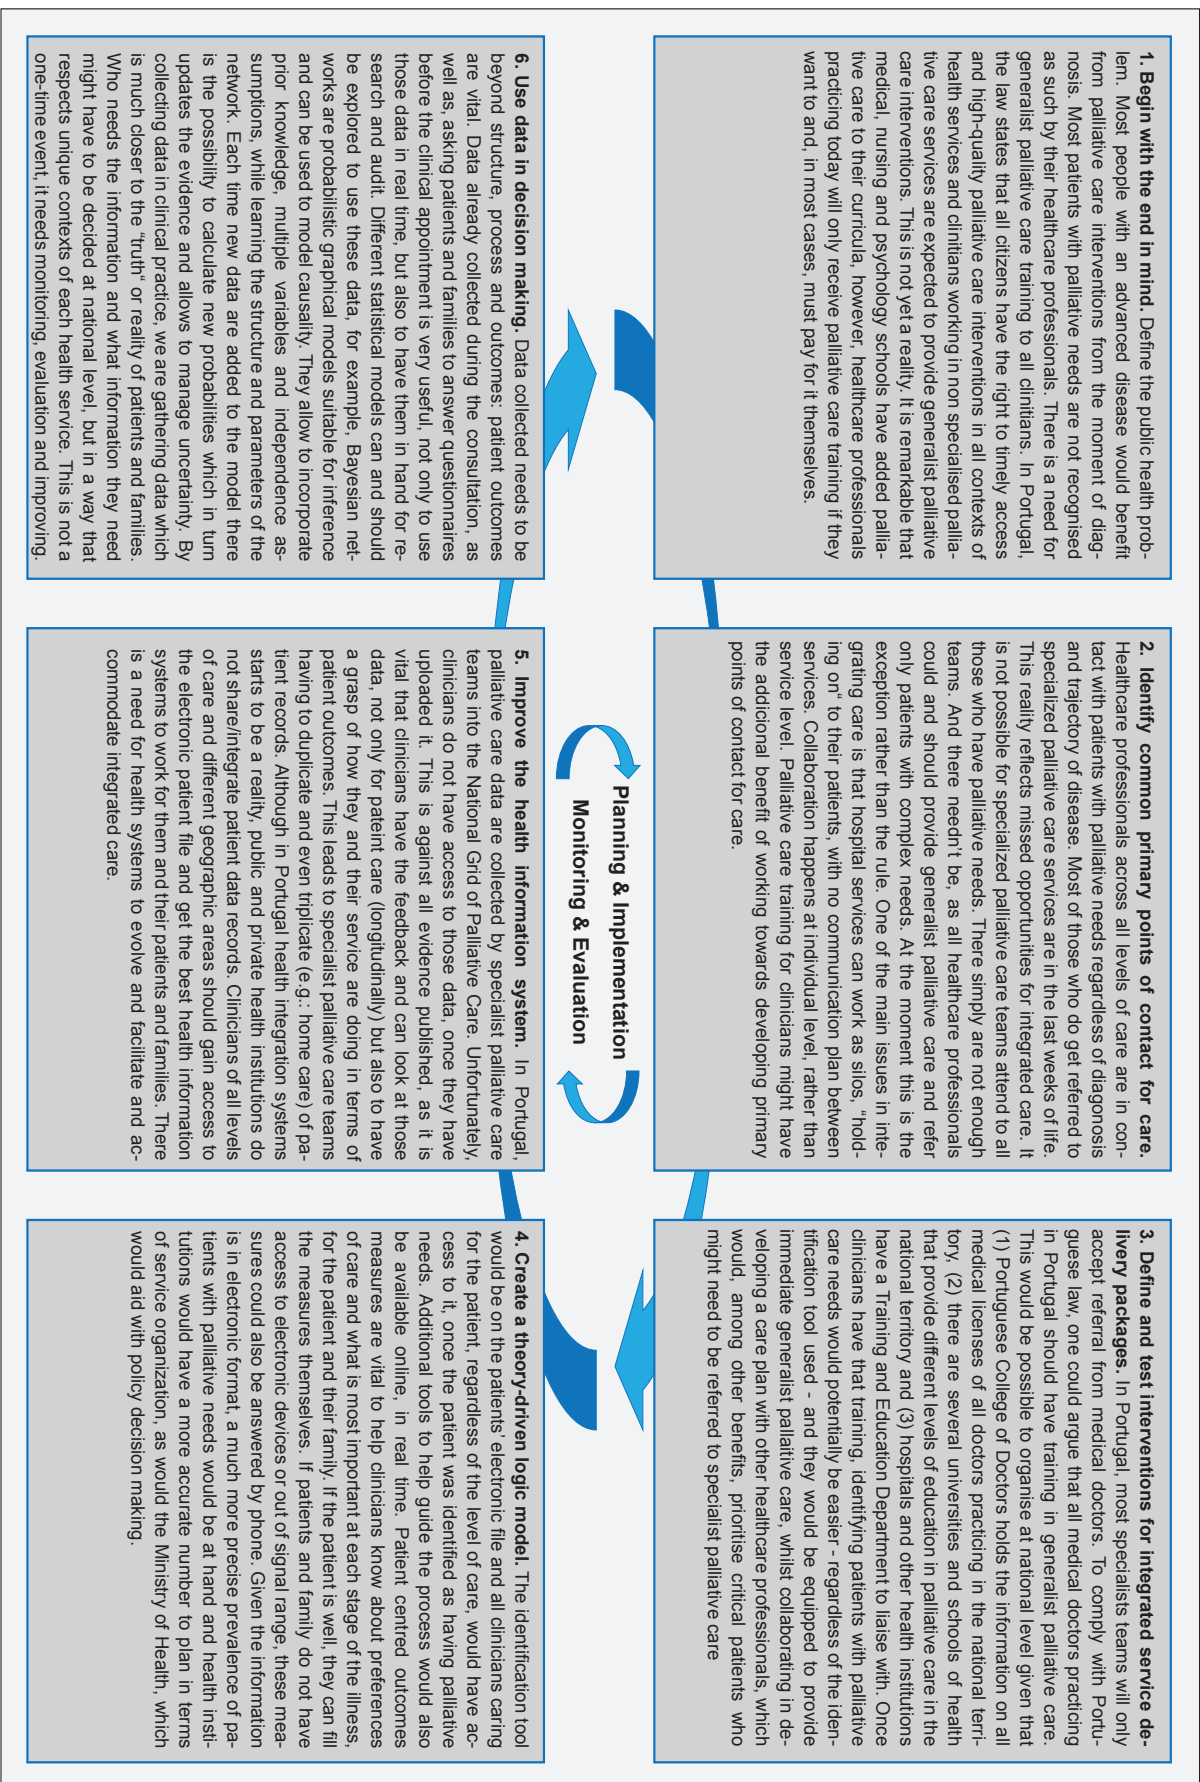 1. Begin with the end in mind. Define the public health prob-
lem. Most people with an advanced disease would benefit
from palliative care interventions from the moment of diag-
nosis. Most patients with palliative needs are not recognised
as such by their healthcare professionals. There is a need for
generalist palliative care training to all clinitians. In Portugal,
the law states that all citizens have the right to timely access
and high-quality palliative care interventions in all contexts of
health services and clinitians working in non specialised pallia-
tive care services are expected to provide generalist palliative
care interventions. This is not yet a reality. It is remarkable that
medical, nursing and psychology schools have added pallia-
tive care to their curricula, however, healthcare professionals
practicing today will only receive palliative care training if they
want to and, in most cases, must pay for it themselves.
2. Identify common primary points of contact for care.
Healthcare professionals across all levels of care are in con-
tact with patients with palliative needs regardless of diagnosis
and trajectory of disease. Most of those who do get referred to
specialized palliative care services are in the last weeks of life.
This reality reflects missed opportunities for integrated care. It
is not possible for specialized palliative care teams attend to all
those who have palliative needs. There simply are not enough
teams. And there needn't be, as all healthcare professionals
could and should provide generalist palliative care and refer
only patients with complex needs. At the moment this is the
exception rather than the rule. One of the main issues in inte-
grating care is that hospital services can work as silos, “hold-
ing on“ to their patients, with no communication plan between
services. Collaboration happens at individual level, rather than
service level. Palliative care training for clinicians might have
the addicional benefit of working towards developing primary
points of contact for care.
3. Define and test interventions for integrated service de-
livery packages. In Portugal, most specialists teams will only
accept referral from medical doctors. To comply with Portu-
guese law, one could argue that all medical doctors practicing
in Portugal should have training in generalist palliative care.
This would be possible to organise at national level given that
(1) Portuguese College of Doctors holds the information on all
medical licenses of all doctors practicing in the national terri-
tory, (2) there are several universities and schools of health
that provide different levels of education in palliative care in the
national territory and (3) hospitals and other health institutions
have a Training and Education Department to liaise with. Once
clinicians have that training, identifying patients with palliative
care needs would potentially be easier - regardless of the iden-
tification tool used - and they would be equipped to provide
immediate generalist pallaitive care, whilst collaborating in de-
veloping a care plan with other healthcare professionals, which
would, among other benefits, prioritise critical patients who
might need to be referred to specialist palliative care
Planning & Implementation
Monitoring & Evaluation
6. Use data in decision making. Data collected needs to be
beyond structure, process and outcomes: patient outcomes
are vital. Data already collected during the consultation, as
well as, asking patients and families to answer questionnaires
before the clinical appointment is very useful, not only to use
those data in real time, but also to have them in hand for re-
search and audit. Different statistical models can and should
be explored to use these data, for example, Bayesian net-
works are probabilistic graphical models suitable for inference
and can be used to model causality. They allow to incorporate
prior knowledge, multiple variables and independence as-
sumptions, while learning the structure and parameters of the
network. Each time new data are added to the model there
is the possibility to calculate new probabilities which in turn
updates the evidence and allows to manage uncertainty. By
collecting data in clinical practice, we are gathering data which
is much closer to the “truth“ or reality of patients and families.
Who needs the information and what information they need
might have to be decided at national level, but in a way that
respects unique contexts of each health service. This is not a
one-time event, it needs monitoring, evaluation and improving.
5. Improve the health information system. In Portugal,
palliative care data are collected by specialist palliative care
teams into the National Grid of Palliative Care. Unfortunately,
clinicians do not have access to those data, once they have
uploaded it. This is against all evidence published, as it is
vital that clinicians have the feedback and can look at those
data, not only for pateint care (longitudinally) but also to have
a grasp of how they and their service are doing in terms of
patient outcomes. This leads to specialist palliative care teams
having to duplicate and even triplicate (e.g.: home care) of pa-
tient records. Although in Portugal health integration systems
starts to be a reality, public and private health institutions do
not share/integrate patient data records. Clinicians of all levels
of care and different geographic areas should gain access to
the electronic patient file and get the best health information
systems to work for them and their patients and families. There
is a need for health systems to evolve and facilitate and ac-
commodate integrated care.
4. Create a theory-driven logic model. The identification tool
would be on the patients’ electronic file and all clinicians caring
for the patient, regardless of the level of care, would have ac-
cess to it, once the patient was identified as having palliative
needs. Additional tools to help guide the process would also
be available online, in real time. Patient centred outcomes
measures are vital to help clinicians know about preferences
of care and what is most important at each stage of the illness,
for the patient and their family. If the patient is well, they can fill
the measures themselves. If patients and family do not have
access to electronic devices or out of signal range, these mea-
sures could also be answered by phone. Given the information
is in electronic format, a much more precise prevalence of pa-
tients with palliative needs would be at hand and health insti-
tutions would have a more accurate number to plan in terms
of service organization, as would the Ministry of Health, which
would aid with policy decision making.